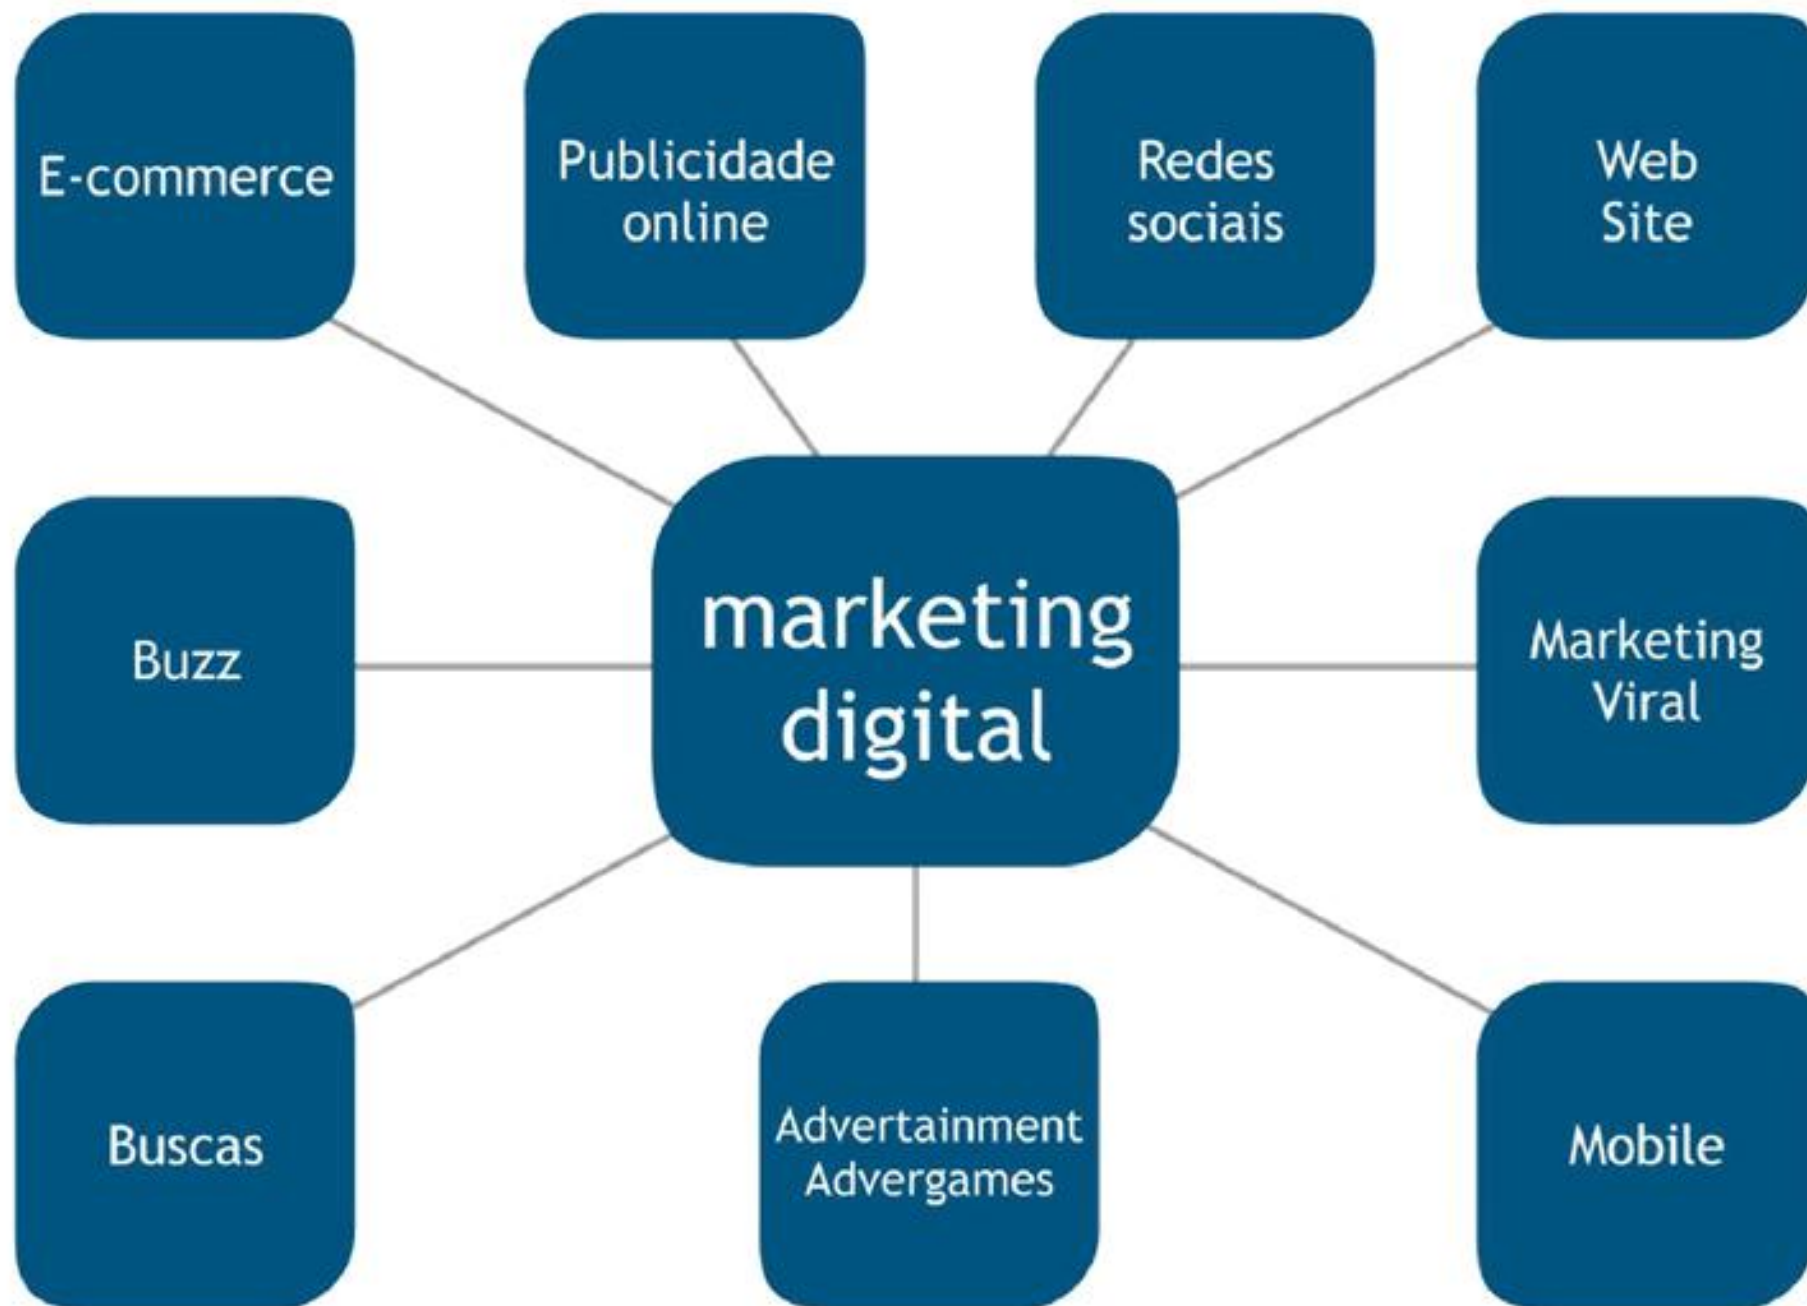 E-commerce
Publicidade
online
Redes
sociais
Web
Site
Buzz
marketing
digital
Marketing
Viral
Buscas
Advertainment
Advergames
Mobile